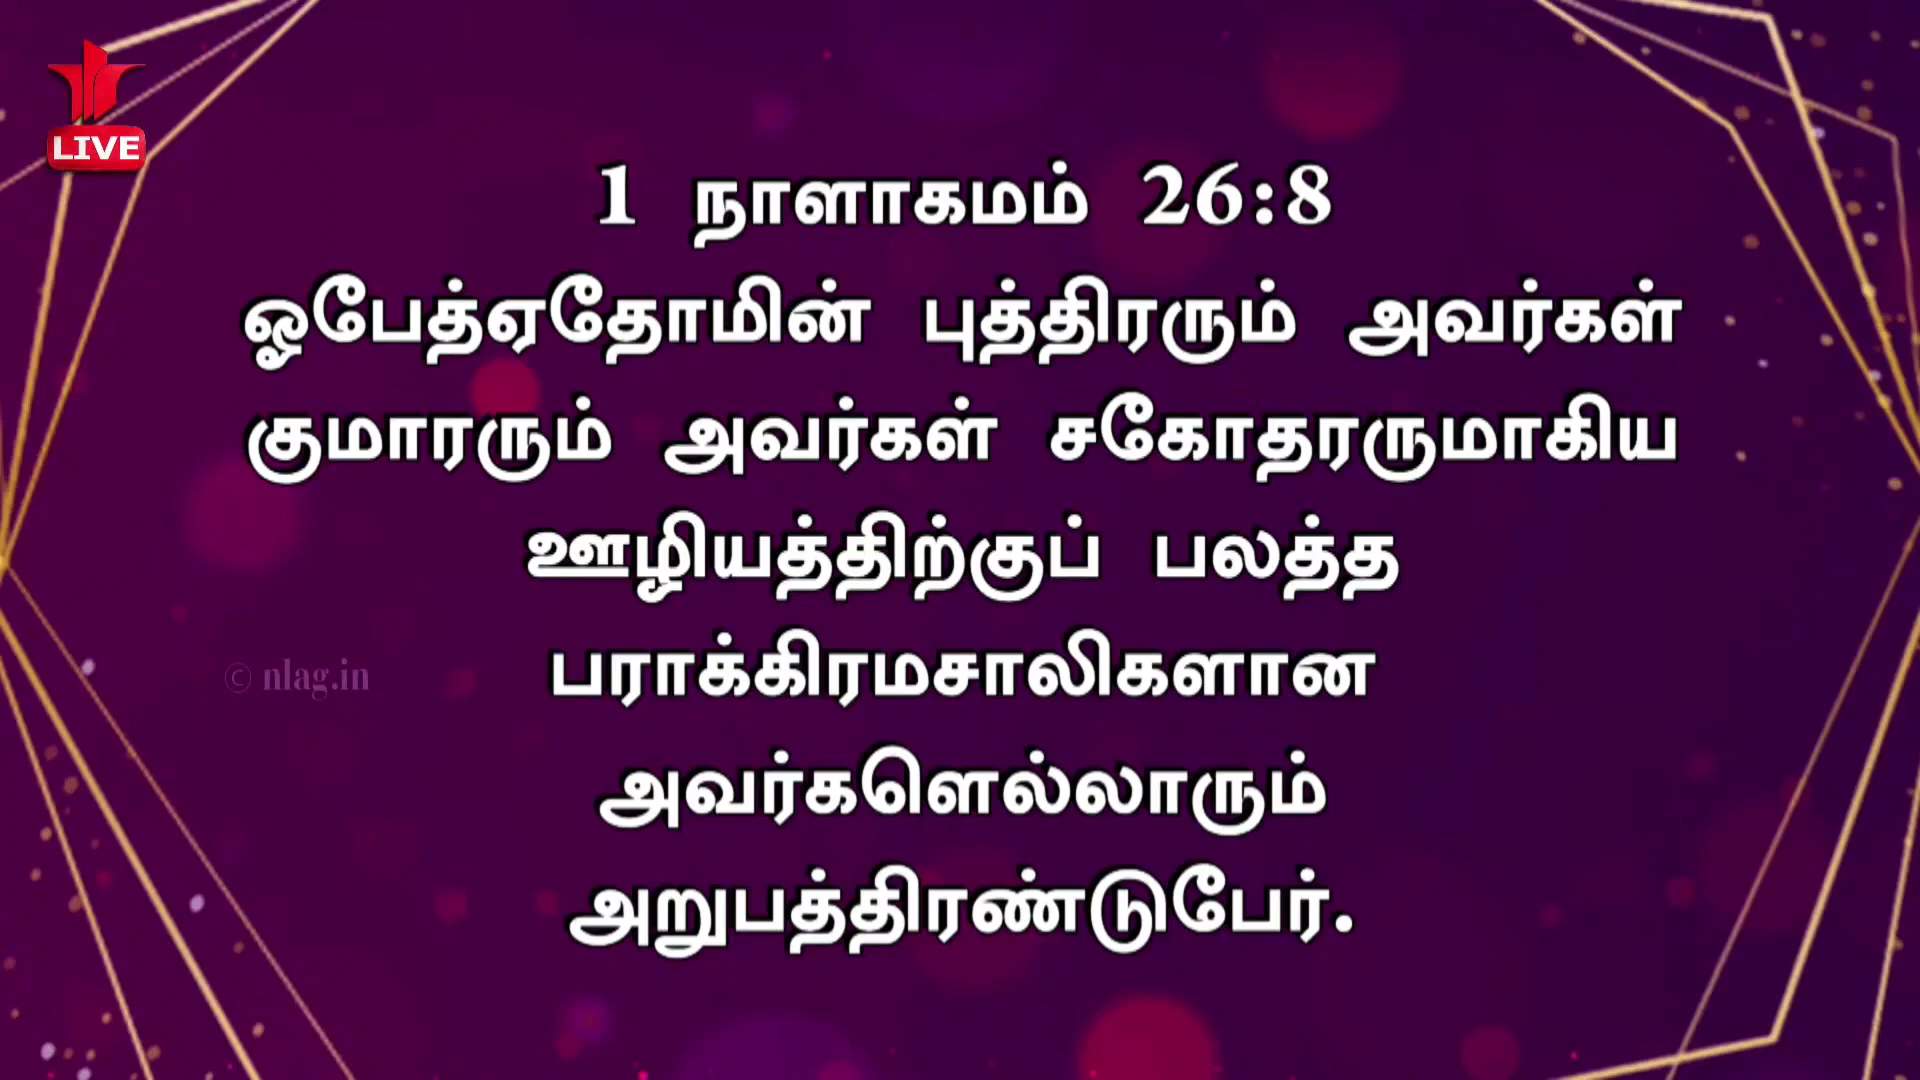 LIVE
1 நாளாகமம் 26:8
ஓபேத்ஏதோமின் புத்திரரும் அவர்கள்
குமாரரும் அவர்கள் சகோதரருமாகிய
ஊழியத்திற்குப் பலத்த
பராக்கிரமசாலிகளான
© nlag.in
அவர்களெல்லாரும்
அறுபத்திரண்டுபேர்.